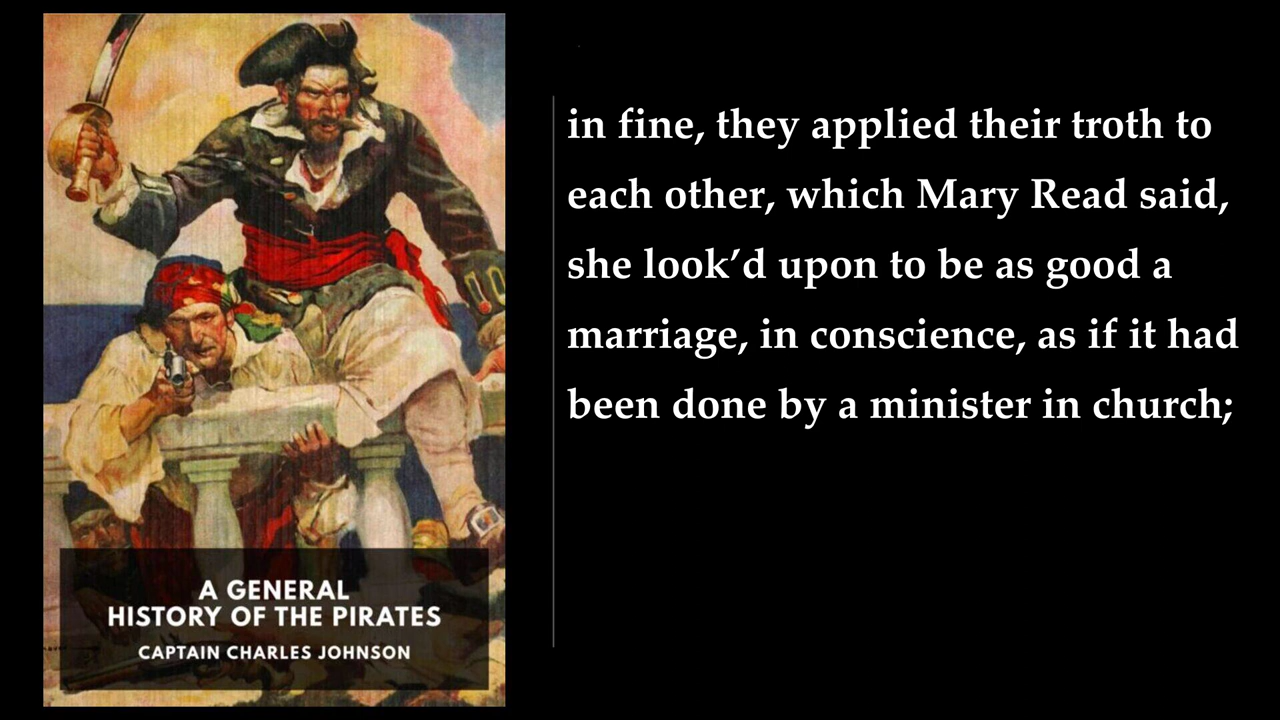 in fine, they applied their troth to
each other, which Mary Read said,
she look’d upon to be as good a
marriage, in conscience, as if it had
been done by a minister in church;
A GENERAL
HISTORY OF THE PIRATES
CAPTAIN CHARLES JOHNSON